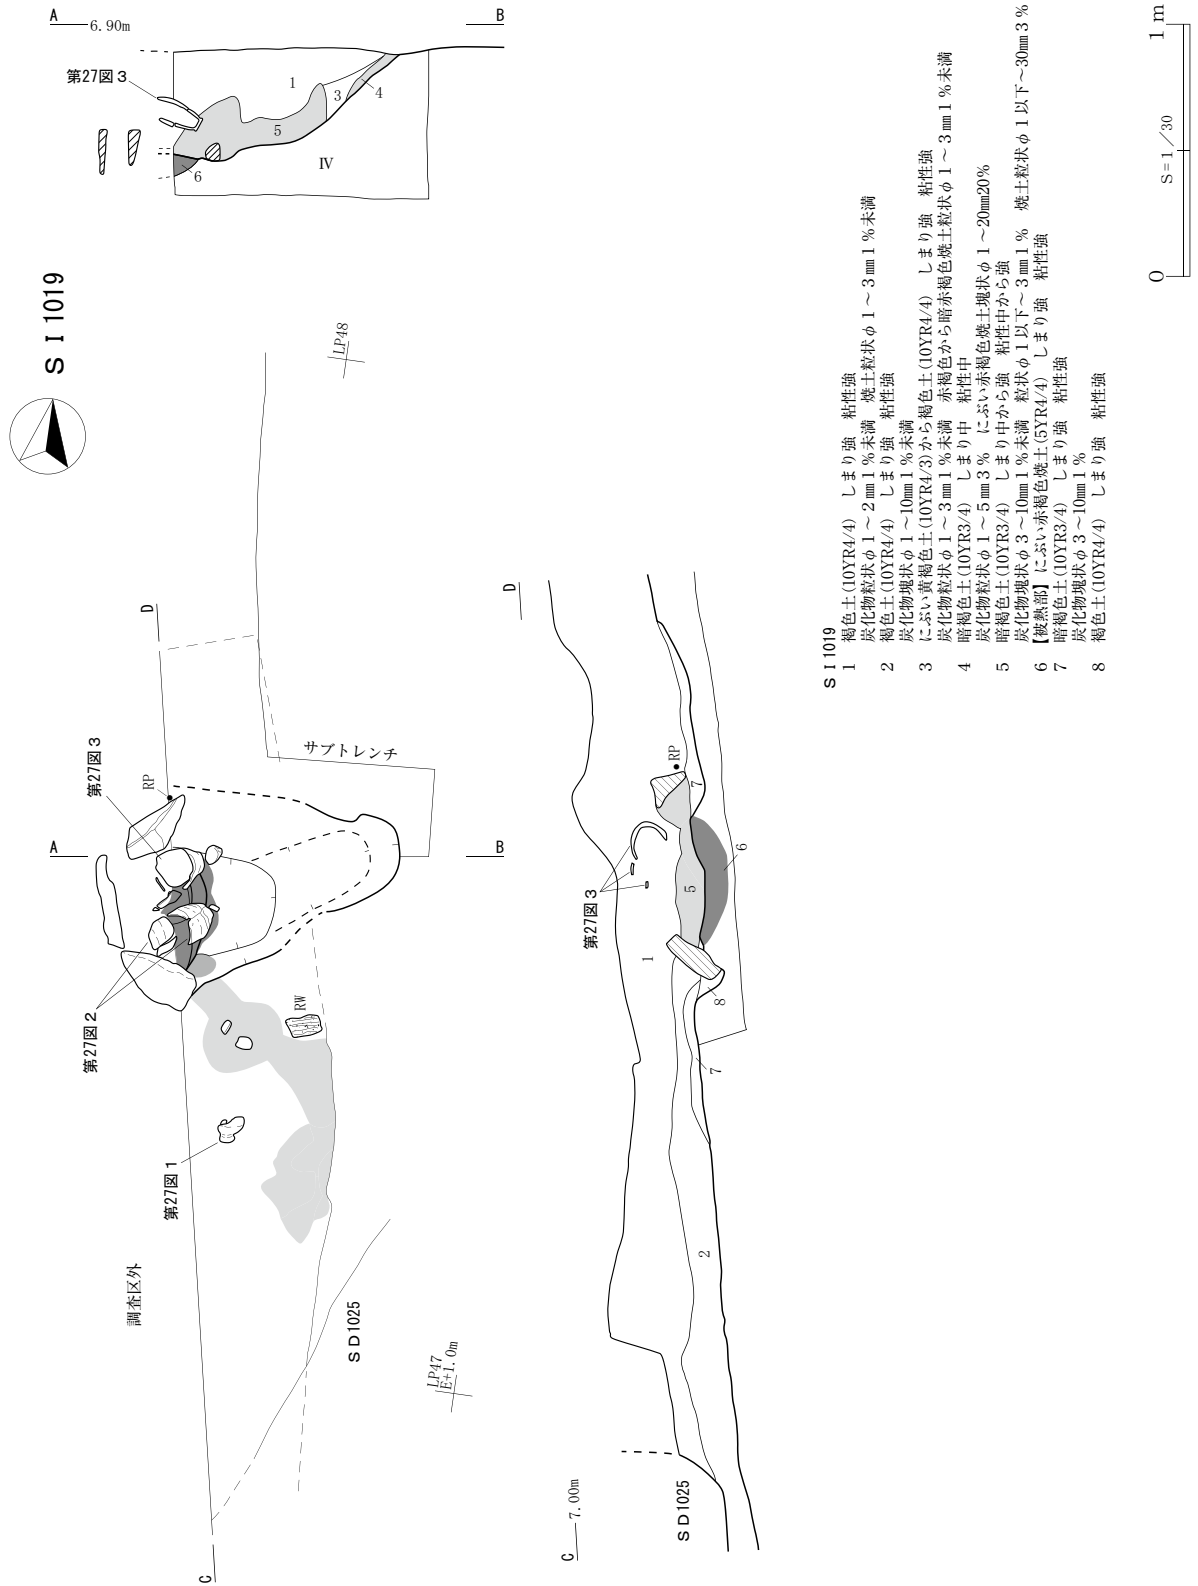 ＳＩ1019
A
6.90m
B
第27図３
1
3
4
5
6
Ⅳ
LP48
D
サブトレンチ
第27図３
RP
A
B
第27図２
RW
第27図１
調査区外
ＳＤ1025
LP47
E+1.0m
C
D
RP
7
6
5
第27図３
1
8
7
2
C
7.00m
ＳＤ1025
ＳＩ1019
1　褐色土(10YR4/4)　しまり強　粘性強
炭化物粒状φ１～２㎜１％未満　焼土粒状φ１～３㎜１％未満
2　褐色土(10YR4/4)　しまり強　粘性強
炭化物塊状φ１～10㎜１％未満
3　にぶい黄褐色土(10YR4/3)から褐色土(10YR4/4)　しまり強　粘性強
炭化物粒状φ１～３㎜１％未満　赤褐色から暗赤褐色焼土粒状φ１～３㎜１％未満
4　暗褐色土(10YR3/4)　しまり中　粘性中
炭化物粒状φ１～５㎜３％　にぶい赤褐色焼土塊状φ１～20㎜20％
5　暗褐色土(10YR3/4)　しまり中から強　粘性中から強
炭化物塊状φ３～10㎜１％未満　粒状φ１以下～３㎜１％　焼土粒状φ１以下～30㎜３％
6　【被熱部】にぶい赤褐色焼土(5YR4/4)　しまり強　粘性強
7　暗褐色土(10YR3/4)　しまり強　粘性強
炭化物塊状φ３～10㎜１％
8　褐色土(10YR4/4)　しまり強　粘性強
0
S＝1／30
1ｍ